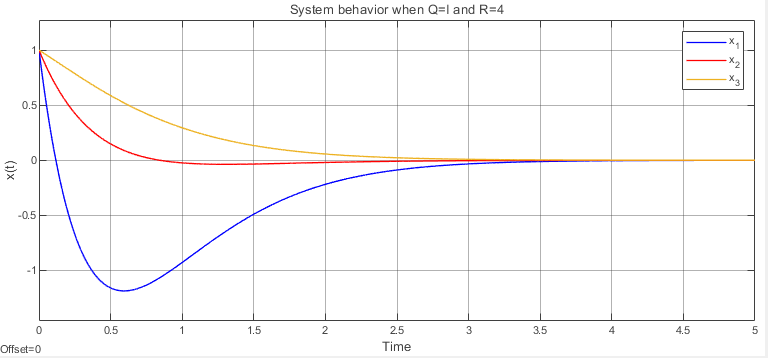 System behavior when Q=I and R=4
x1
x2
x3
1
0.5
0
-0.5
-1
x(t)
0 0.5 1 1.5 2 2.5 3 3.5 4 4.5 5
Time
Offset=0